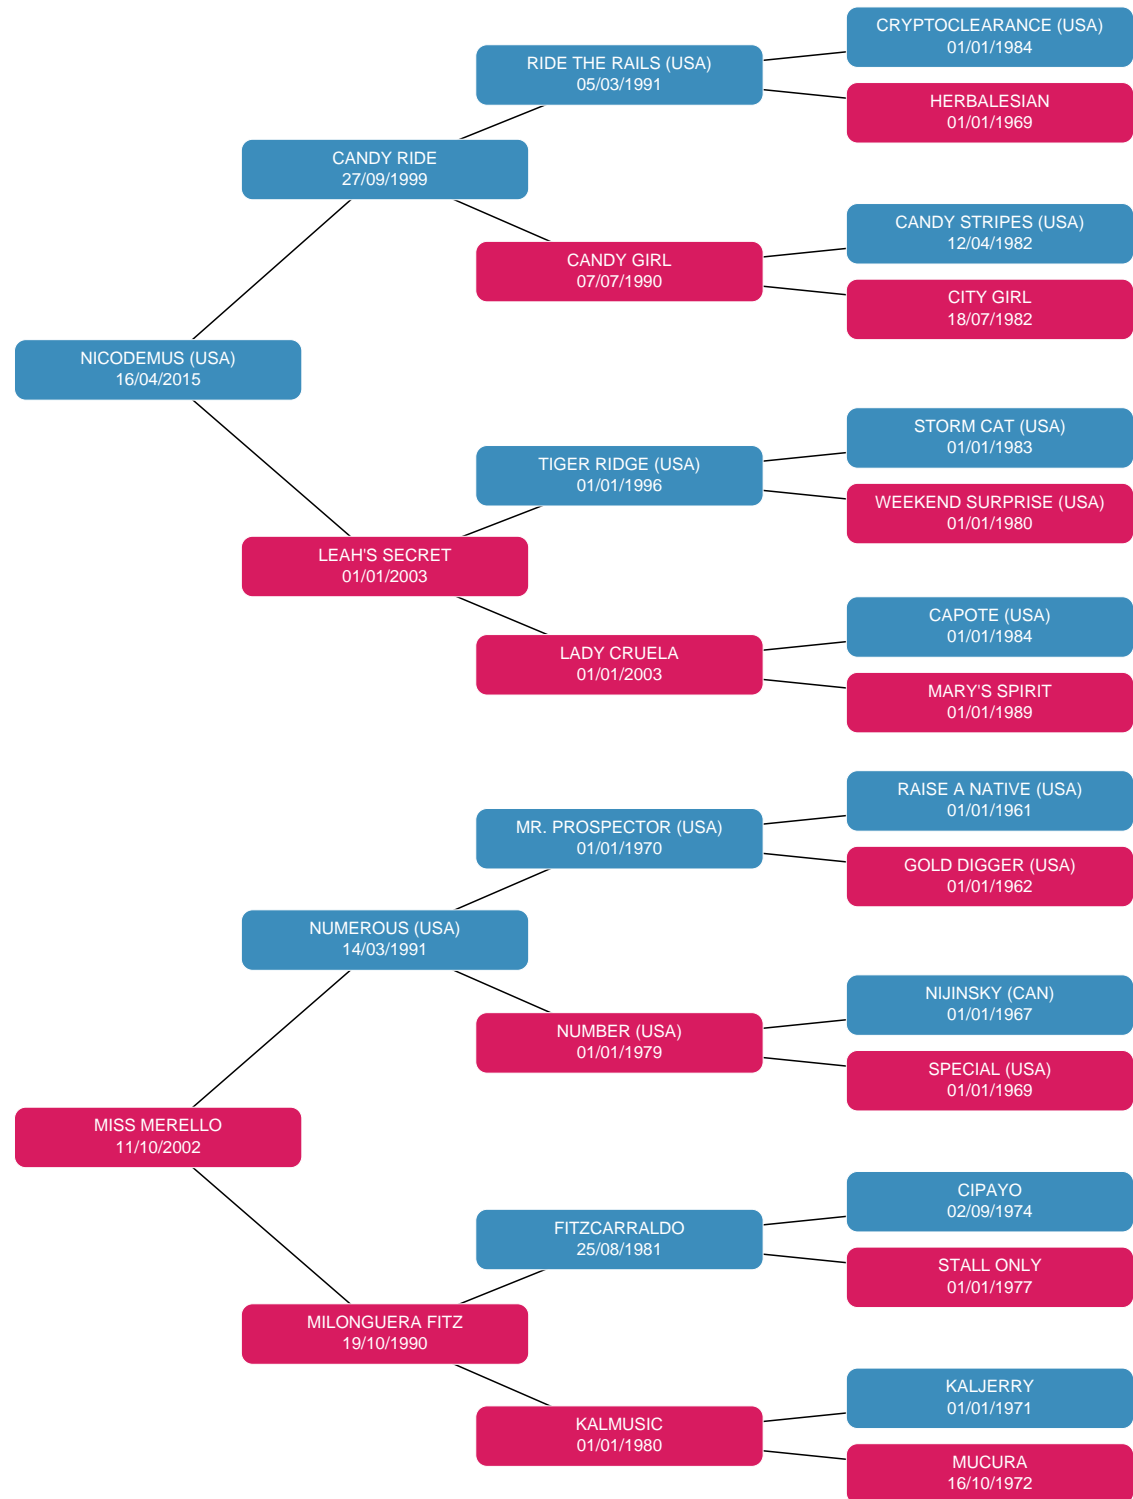 CRYPTOCLEARANCE (USA)
01/01/1984
RIDE THE RAILS (USA)
05/03/1991
HERBALESIAN
01/01/1969
CANDY RIDE
27/09/1999
CANDY STRIPES (USA)
12/04/1982
CANDY GIRL
07/07/1990
CITY GIRL
18/07/1982
NICODEMUS (USA)
16/04/2015
STORM CAT (USA)
01/01/1983
TIGER RIDGE (USA)
01/01/1996
WEEKEND SURPRISE (USA)
01/01/1980
LEAH'S SECRET
01/01/2003
CAPOTE (USA)
01/01/1984
LADY CRUELA
01/01/2003
MARY'S SPIRIT
01/01/1989
RAISE A NATIVE (USA)
01/01/1961
MR. PROSPECTOR (USA)
01/01/1970
GOLD DIGGER (USA)
01/01/1962
NUMEROUS (USA)
14/03/1991
NIJINSKY (CAN)
01/01/1967
NUMBER (USA)
01/01/1979
SPECIAL (USA)
01/01/1969
MISS MERELLO
11/10/2002
CIPAYO
02/09/1974
FITZCARRALDO
25/08/1981
STALL ONLY
01/01/1977
MILONGUERA FITZ
19/10/1990
KALJERRY
01/01/1971
KALMUSIC
01/01/1980
MUCURA
16/10/1972